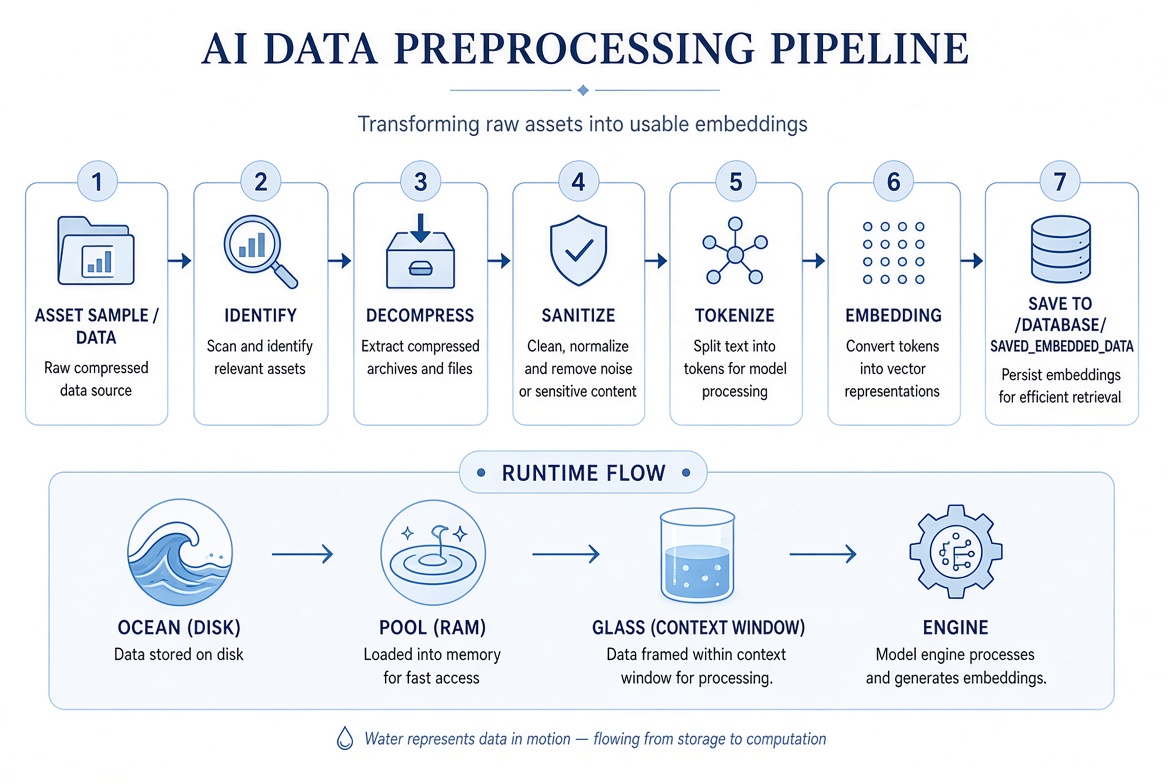 AI DATA PREPROCESSING PIPELINE
Transforming raw assets into usable embeddings
1
ASSET SAMPLE /
DATA
Raw compressed
data source
2
IDENTIFY
Scan and identify
relevant assets
3
DECOMPRESS
Extract compressed
archives and files
4
SANITIZE
Clean, normalize
and remove noise
or sensitive content
5
TOKENIZE
Split text into
tokens for model
processing
6
EMBEDDING
Convert tokens
into vector
representations
7
SAVE TO
/DATABASE/
SAVED_EMBEDDED_DATA
Persist embeddings
for efficient retrieval
RUNTIME FLOW
OCEAN (DISK)
Data stored on disk
POOL (RAM)
Loaded into memory
for fast access
GLASS (CONTEXT WINDOW)
Data framed within context
window for processing.
ENGINE
Model engine processes
and generates embeddings.
Water represents data in motion — flowing from storage to computation